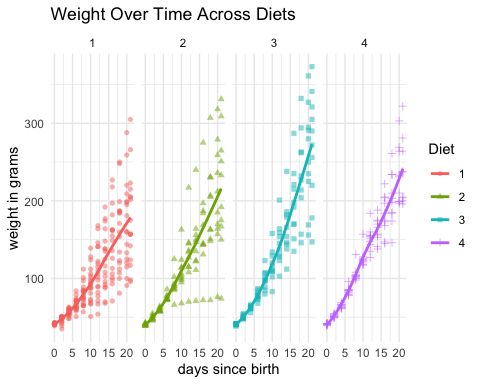 Weight Over Time Across Diets
1 2 3 4
300
200
100
weight in grams
0 5 10 15 20 0 5 10 15 20 0 5 10 15 20 0 5 10 15 20
days since birth
Diet
1
2
3
4